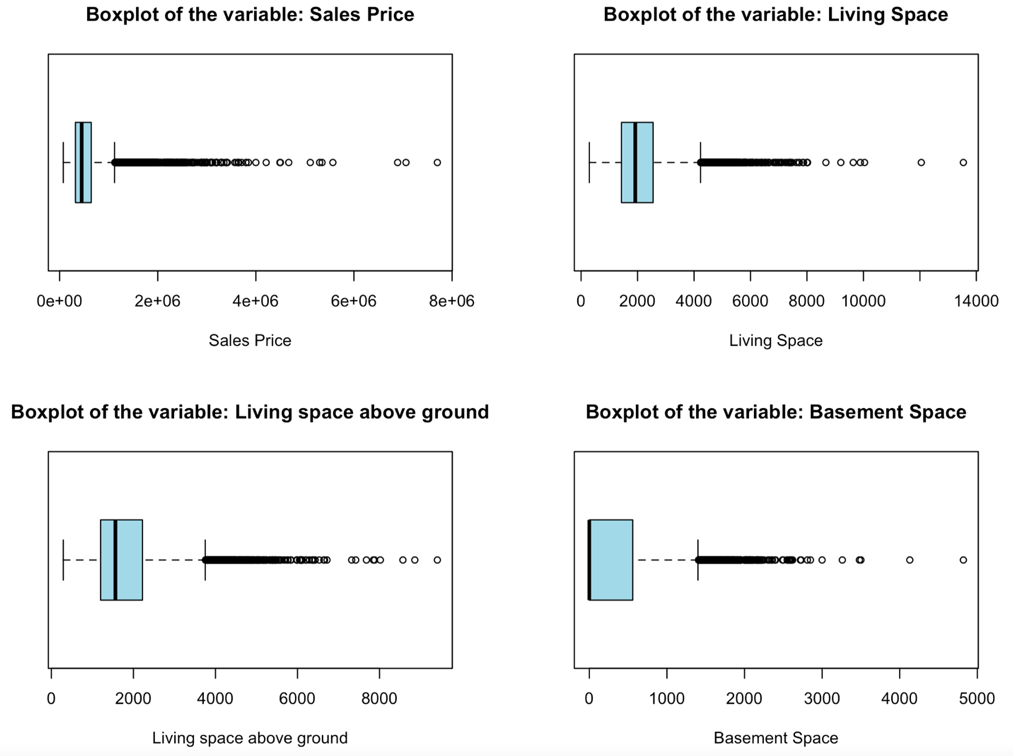 Boxplot of the variable: Sales Price
0e+00 2e+06 4e+06 6e+06 8e+06
Sales Price
Boxplot of the variable: Living Space
0 2000 4000 6000 8000 10000 14000
Living Space
Boxplot of the variable: Living space above ground
0 2000 4000 6000 8000
Living space above ground
Boxplot of the variable: Basement Space
0 1000 2000 3000 4000 5000
Basement Space